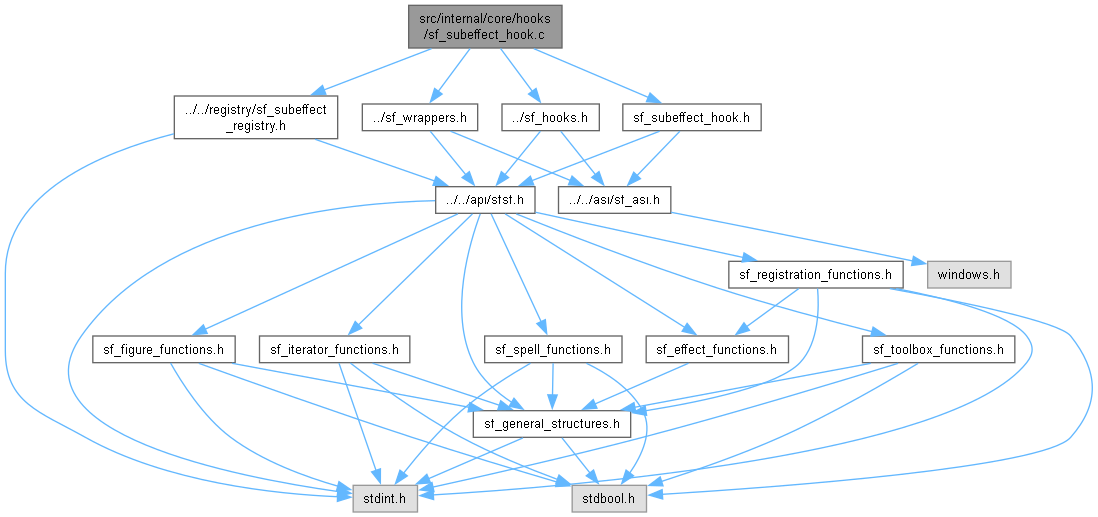 src/internal/core/hooks
/sf_subeffect_hook.c
../../registry/sf_subeffect
_registry.h
../sf_wrappers.h
../sf_hooks.h
sf_subeffect_hook.h
../../api/sfsf.h
../../asi/sf_asi.h
sf_registration_functions.h
windows.h
sf_figure_functions.h
sf_iterator_functions.h
sf_spell_functions.h
sf_effect_functions.h
sf_toolbox_functions.h
sf_general_structures.h
stdint.h
stdbool.h